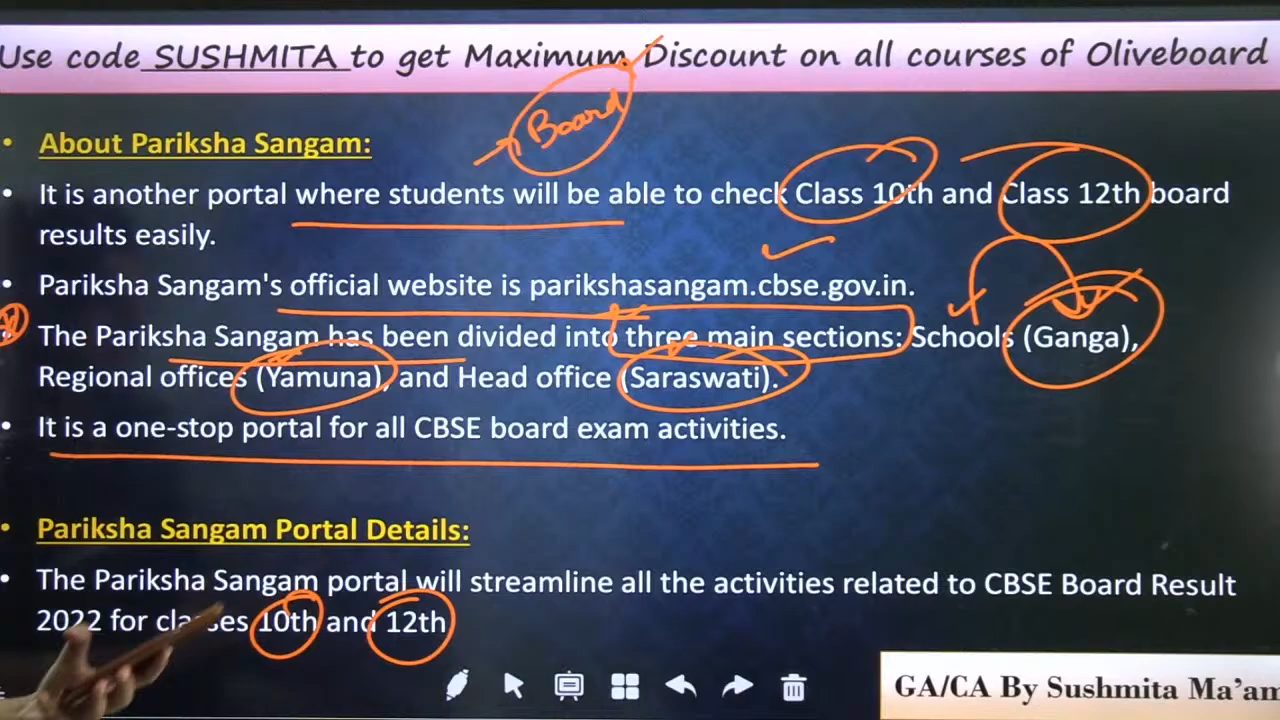 Use code SUSHMITA to get Maximum Discount on all courses of Oliveboard
Board
• About Pariksha Sangam:
• It is another portal where students will be able to check Class 10th and Class 12th board
results easily.
• Pariksha Sangam's official website is parikshasangam.cbse.gov.in.
• The Pariksha Sangam has been divided into three main sections: Schools (Ganga),
Regional offices (Yamuna), and Head office (Saraswati).
• It is a one-stop portal for all CBSE board exam activities.
• Pariksha Sangam Portal Details:
• The Pariksha Sangam portal will streamline all the activities related to CBSE Board Result
2022 for classes 10th and 12th
GA/CA By Sushmita Ma'am